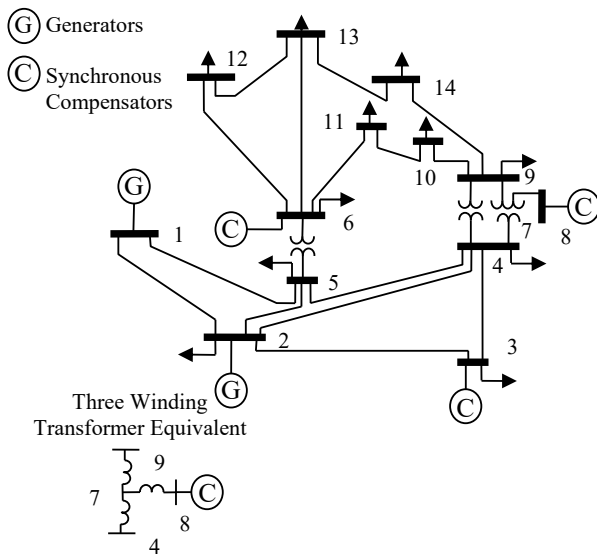 G Generators
C Synchronous
Compensators
13
12
14
11
10
9
G
C
6
C
7
8
1
5
4
2
3
G
C
Three Winding
Transformer Equivalent
9
7
C
8
4